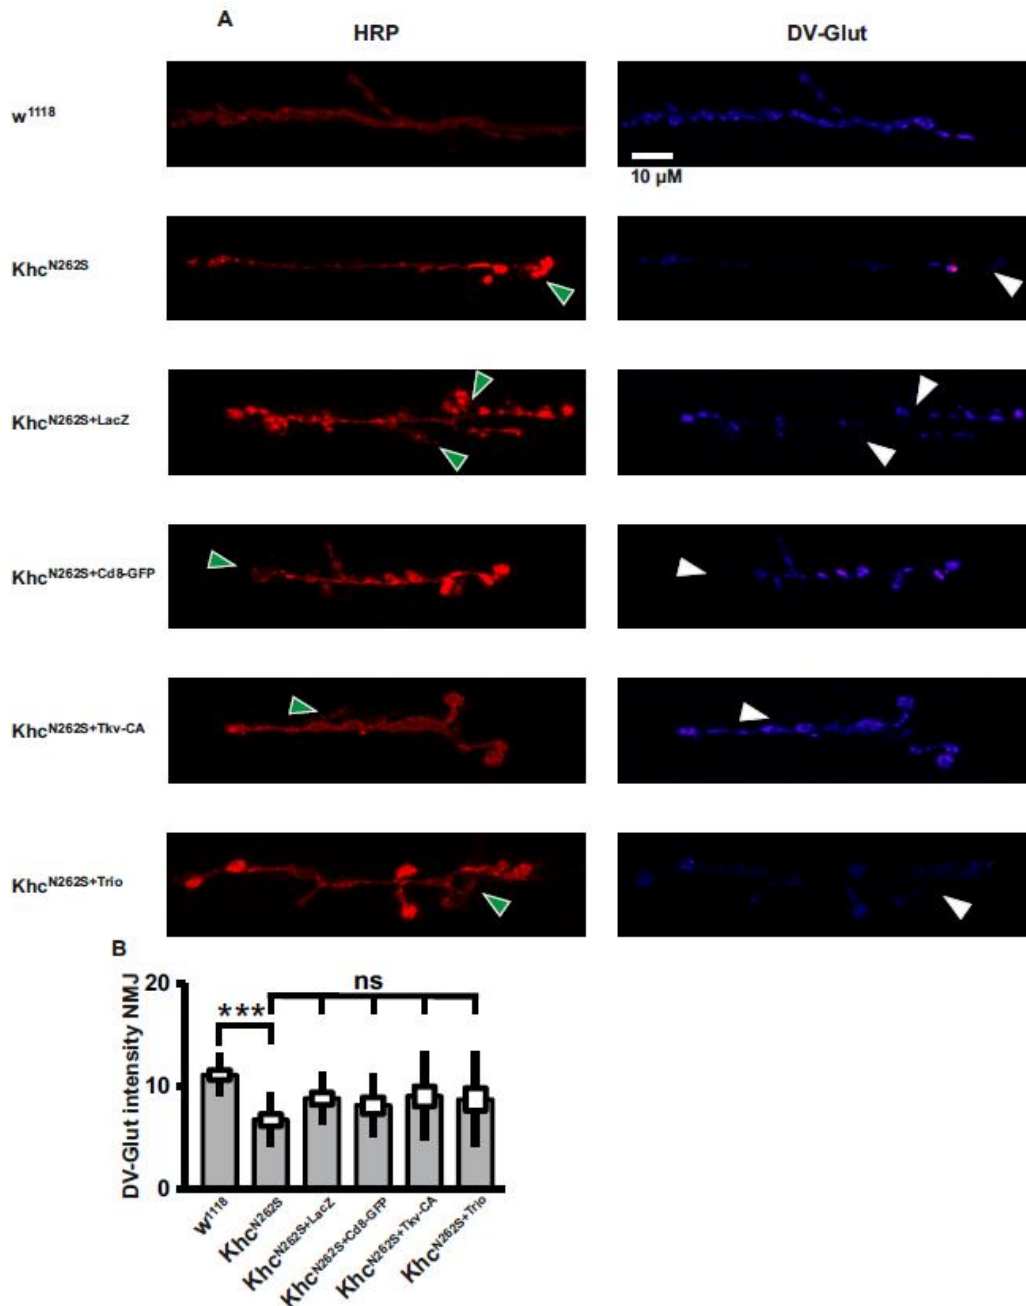 A
HRP DV-Glut
w1118
10 µM
KhcN262S
KhcN262S+LacZ
KhcN262S+Cd8-GFP
KhcN262S+Tkv-CA
KhcN262S+Trio
B
DV-Glut intensity NMJ
20
10
0
***
ns
w1118
KhcN262S
KhcN262S+LacZ
KhcN262S+Cd8-GFP
KhcN262S+Tkv-CA
KhcN262S+Trio